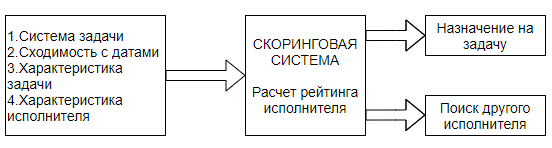 1.Система задачи
2.Сходимость с датами
3.Характеристика
задачи
4.Характеристика
исполнителя
СКОРИНГОВАЯ
СИСТЕМА
Расчет рейтинга
исполнителя
Назначение на
задачу
Поиск другого
исполнителя